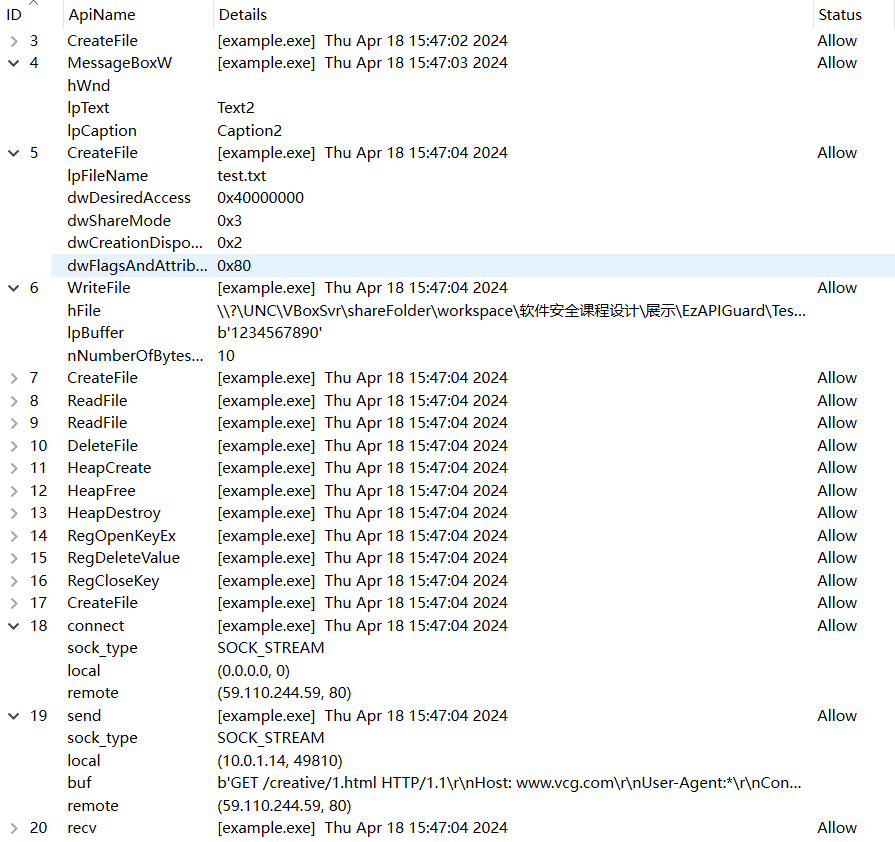 ID ApiName Details Status
3 CreateFile [example.exe] Thu Apr 18 15:47:02 2024 Allow
4 MessageBoxW [example.exe] Thu Apr 18 15:47:03 2024 Allow
hWnd
lpText Text2
lpCaption Caption2
5 CreateFile [example.exe] Thu Apr 18 15:47:04 2024 Allow
lpFileName test.txt
dwDesiredAccess 0x40000000
dwShareMode 0x3
dwCreationDispo... 0x2
dwFlagsAndAttrib... 0x80
6 WriteFile [example.exe] Thu Apr 18 15:47:04 2024 Allow
hFile \\?\UNC\VBoxSvr\shareFolder\workspace\软件安全课程设计\展示\EzAPIGuard\Tes...
lpBuffer b'1234567890'
nNumberOfBytes... 10
7 CreateFile [example.exe] Thu Apr 18 15:47:04 2024 Allow
8 ReadFile [example.exe] Thu Apr 18 15:47:04 2024 Allow
9 ReadFile [example.exe] Thu Apr 18 15:47:04 2024 Allow
10 DeleteFile [example.exe] Thu Apr 18 15:47:04 2024 Allow
11 HeapCreate [example.exe] Thu Apr 18 15:47:04 2024 Allow
12 HeapFree [example.exe] Thu Apr 18 15:47:04 2024 Allow
13 HeapDestroy [example.exe] Thu Apr 18 15:47:04 2024 Allow
14 RegOpenKeyEx [example.exe] Thu Apr 18 15:47:04 2024 Allow
15 RegDeleteValue [example.exe] Thu Apr 18 15:47:04 2024 Allow
16 RegCloseKey [example.exe] Thu Apr 18 15:47:04 2024 Allow
17 CreateFile [example.exe] Thu Apr 18 15:47:04 2024 Allow
18 connect [example.exe] Thu Apr 18 15:47:04 2024 Allow
sock_type SOCK_STREAM
local (0.0.0.0, 0)
remote (59.110.244.59, 80)
19 send [example.exe] Thu Apr 18 15:47:04 2024 Allow
sock_type SOCK_STREAM
local (10.0.1.14, 49810)
buf b'GET /creative/1.html HTTP/1.1\r\nHost: www.vcg.com\r\nUser-Agent:*\r\nCon...
remote (59.110.244.59, 80)
20 recv [example.exe] Thu Apr 18 15:47:04 2024 Allow